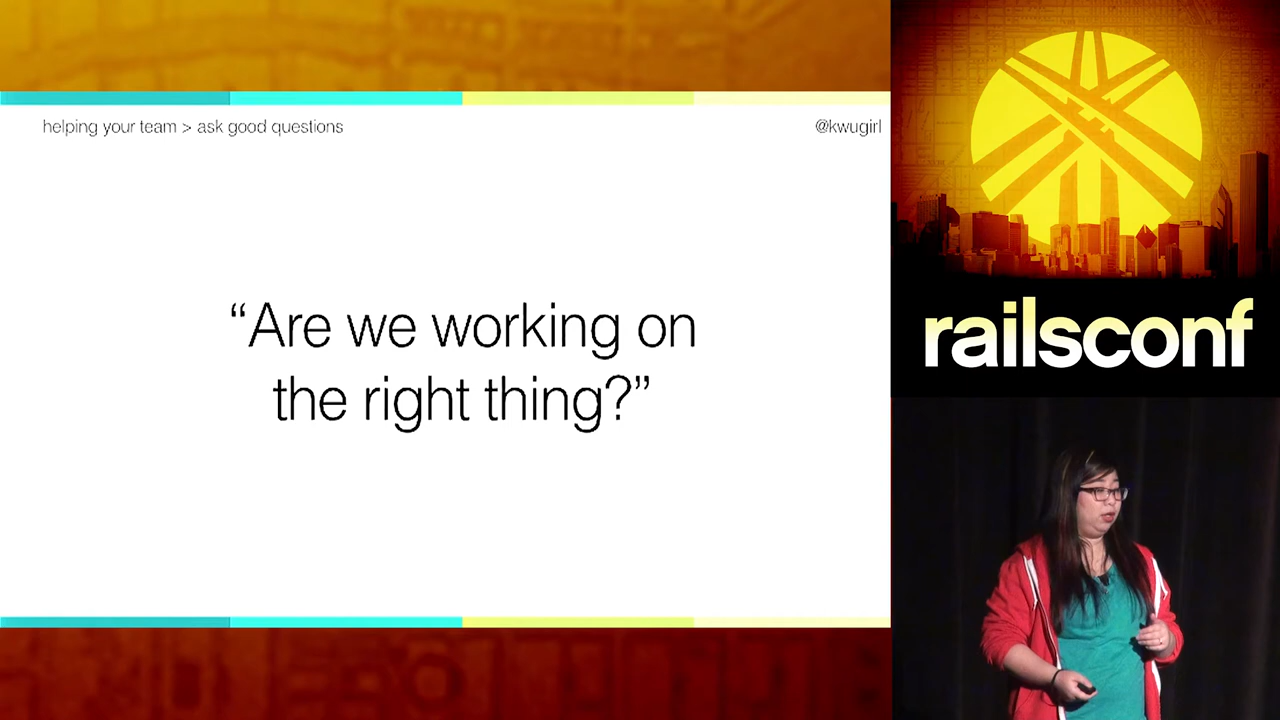 helping your team > ask good questions
@kwugirl
“Are we working on
the right thing?”
railsconf